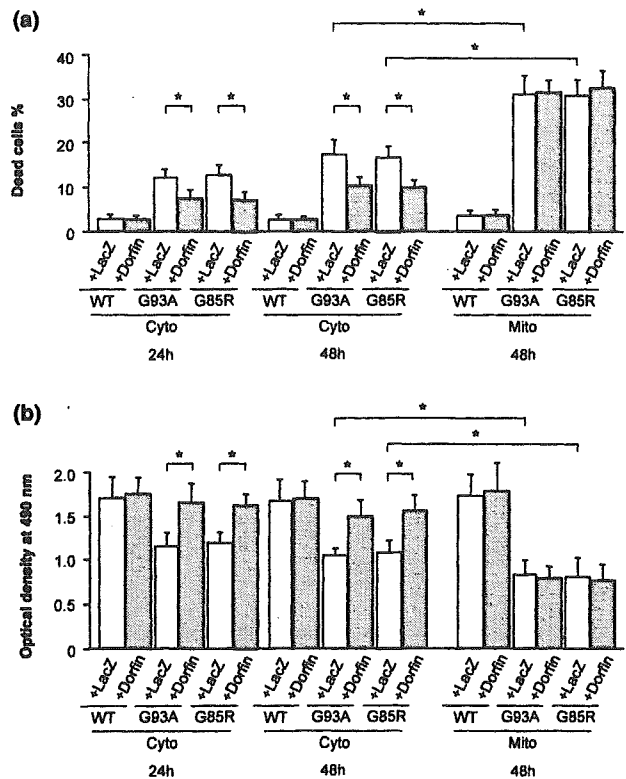 (a)
*
*
* * * *
Dead cells %
40
30
20
10
0
+LacZ +Dorfin +LacZ +Dorfin +LacZ +Dorfin +LacZ +Dorfin +LacZ +Dorfin +LacZ +Dorfin +LacZ +Dorfin +LacZ +Dorfin +LacZ +Dorfin
WT G93A G85R WT G93A G85R WT G93A G85R
Cyto Cyto Mito
24h 48h 48h
(b)
*
*
* * * *
Optical density at 490 nm
2.0
1.5
1.0
0.5
0
+LacZ +Dorfin +LacZ +Dorfin +LacZ +Dorfin +LacZ +Dorfin +LacZ +Dorfin +LacZ +Dorfin +LacZ +Dorfin +LacZ +Dorfin +LacZ +Dorfin
WT G93A G85R WT G93A G85R WT G93A G85R
Cyto Cyto Mito
24h 48h 48h